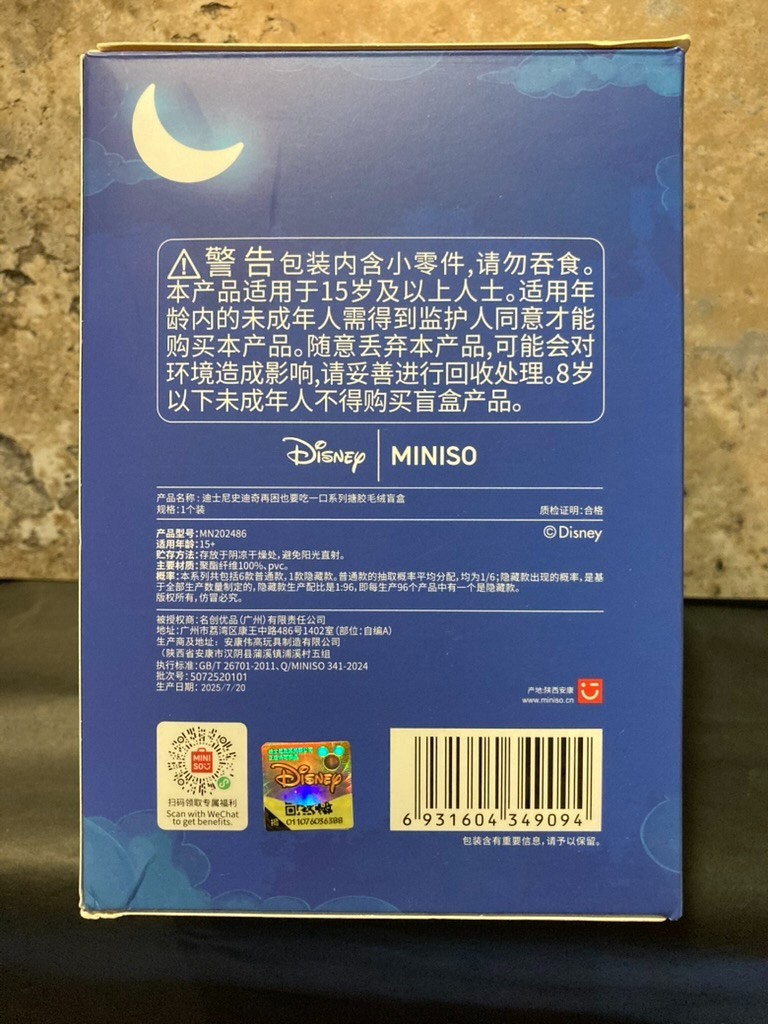 警告包装内含小零件,请勿吞食。
本产品适用于15岁及以上人士。适用年
龄内的未成年人需得到监护人同意才能
购买本产品。随意丢弃本产品,可能会对
环境造成影响,请妥善进行回收处理。8岁
以下未成年人不得购买盲盒产品。
Disney | MINISO
产品名称:迪士尼史迪奇再困也要吃一口系列搪胶毛绒盲盒
规格:1个装
质检证明:合格
产品型号:MN202486
©Disney
适用年龄:15+
贮存方法:存放于阴凉干燥处,避免阳光直射。
主要材质:聚酯纤维100%、pvc。
概率:本系列共包括6款普通款,1款隐藏款。普通款的抽取概率平均分配,均为1/6;隐藏款出现的概率,是基
于全部生产数量制定的,隐藏款生产配比是1:96,即每生产96个产品中有一个是隐藏款。
版权所有,仿冒必究。
被授权商:名创优品(广州)有限责任公司
地址:广州市荔湾区康王中路486号1402室(部位:自编A)
生产商及地址:安康伟高玩具制造有限公司
(陕西省安康市汉阴县蒲溪镇浦溪村五组
执行标准:GB/T 26701-2011、Q/MINISO 341-2024
批次号:5072520101
生产日期:2025/7/20
产地:陕西安康
www.miniso.cn
MINI
SO
扫码领取专属福利
Scan with WeChat
to get benefits.
Disney
011076036388
6 931604 349094
包装含有重要信息,请予以保留。